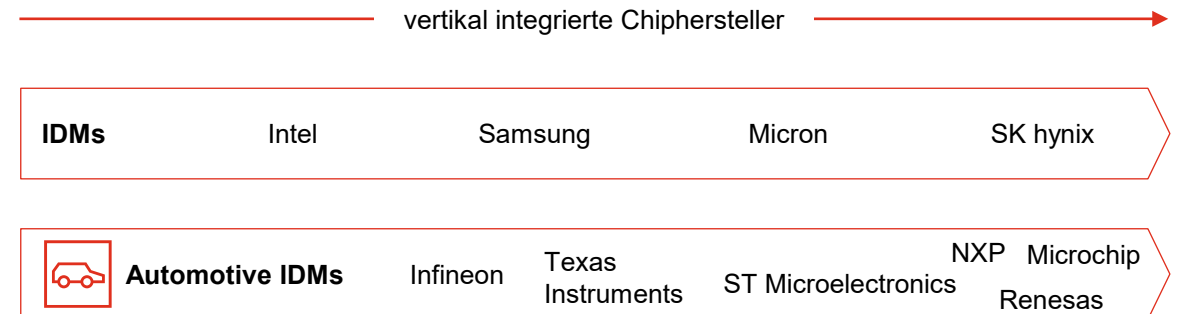 vertikal integrierte Chiphersteller
IDMs Intel Samsung Micron SK hynix
Automotive IDMs Infineon Texas Instruments ST Microelectronics NXP Microchip Renesas